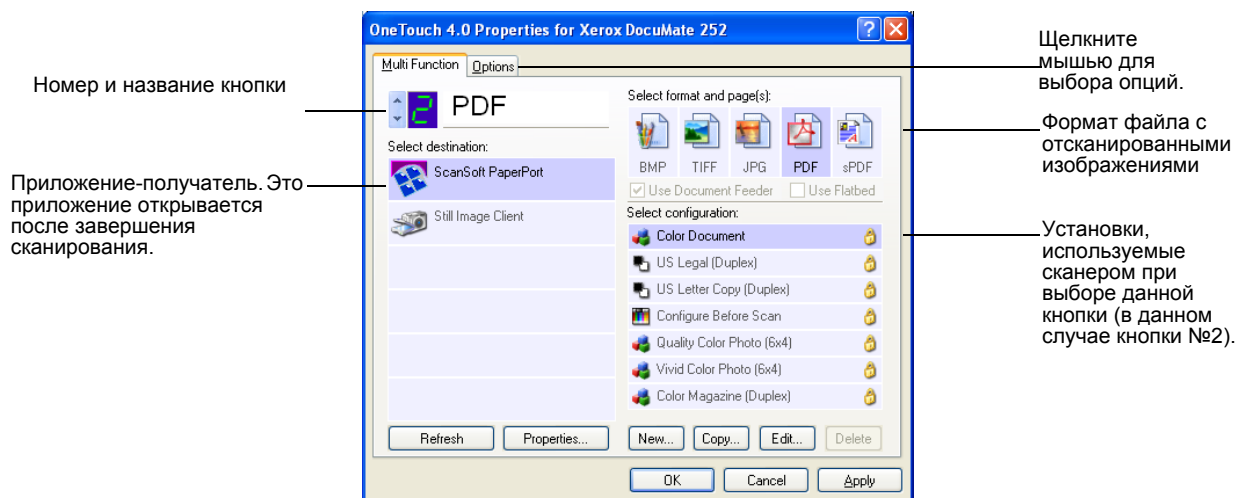 OneTouch 4.0 Properties for Xerox DocuMate 252
Multi Function
Options
Номер и название кнопки
2
PDF
Select destination:
ScanSoft PaperPort
Still Image Client
Приложение-получатель. Это
приложение открывается
после завершения
сканирования.
Refresh
Properties...
Select format and page(s):
BMP
TIFF
JPG
PDF
sPDF
Use Document Feeder
Use Flatbed
Select configuration:
Color Document
US Legal (Duplex)
US Letter Copy (Duplex)
Configure Before Scan
Quality Color Photo (6x4)
Vivid Color Photo (6x4)
Color Magazine (Duplex)
New...
Copy...
Edit...
Delete
OK
Cancel
Apply
Щелкните
мышью для
выбора опций.
Формат файла с
отсканированными
изображениями
Установки,
используемые
сканером при
выборе данной
кнопки (в данном
случае кнопки №2).